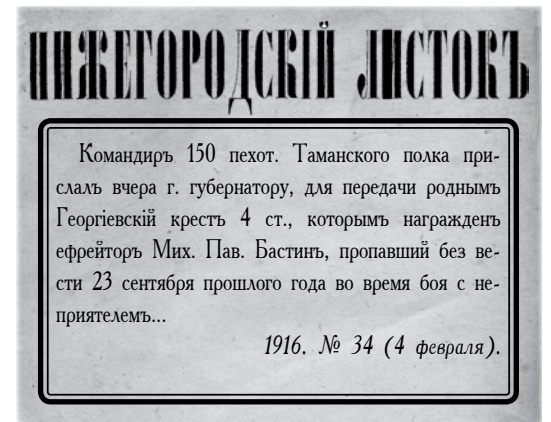 НИЖЕГОРОДСКІЙ ЛИСТОКЪ
Командиръ 150 пехот. Таманского полка при-
слалъ вчера г. губернатору, для передачи роднымъ
Георгіевскій крестъ 4 ст., которымъ награжденъ
ефрейторъ Мих. Пав. Бастинъ, пропавший без ве-
сти 23 сентября прошлого года во время боя с не-
приятелемъ...
1916. № 34 (4 февраля).